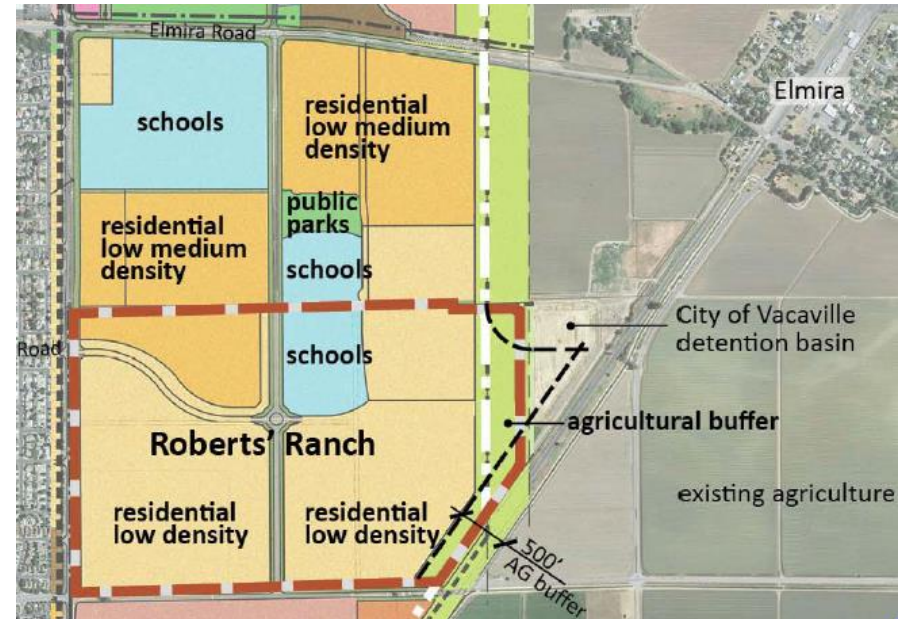 Elmira Road
Elmira
schools
residential
low medium
density
public
parks
residential
low medium
density
schools
City of Vacaville
detention basin
Road
schools
agricultural buffer
Roberts' Ranch
existing agriculture
residential
low density
residential
low density
500'
AG buffer